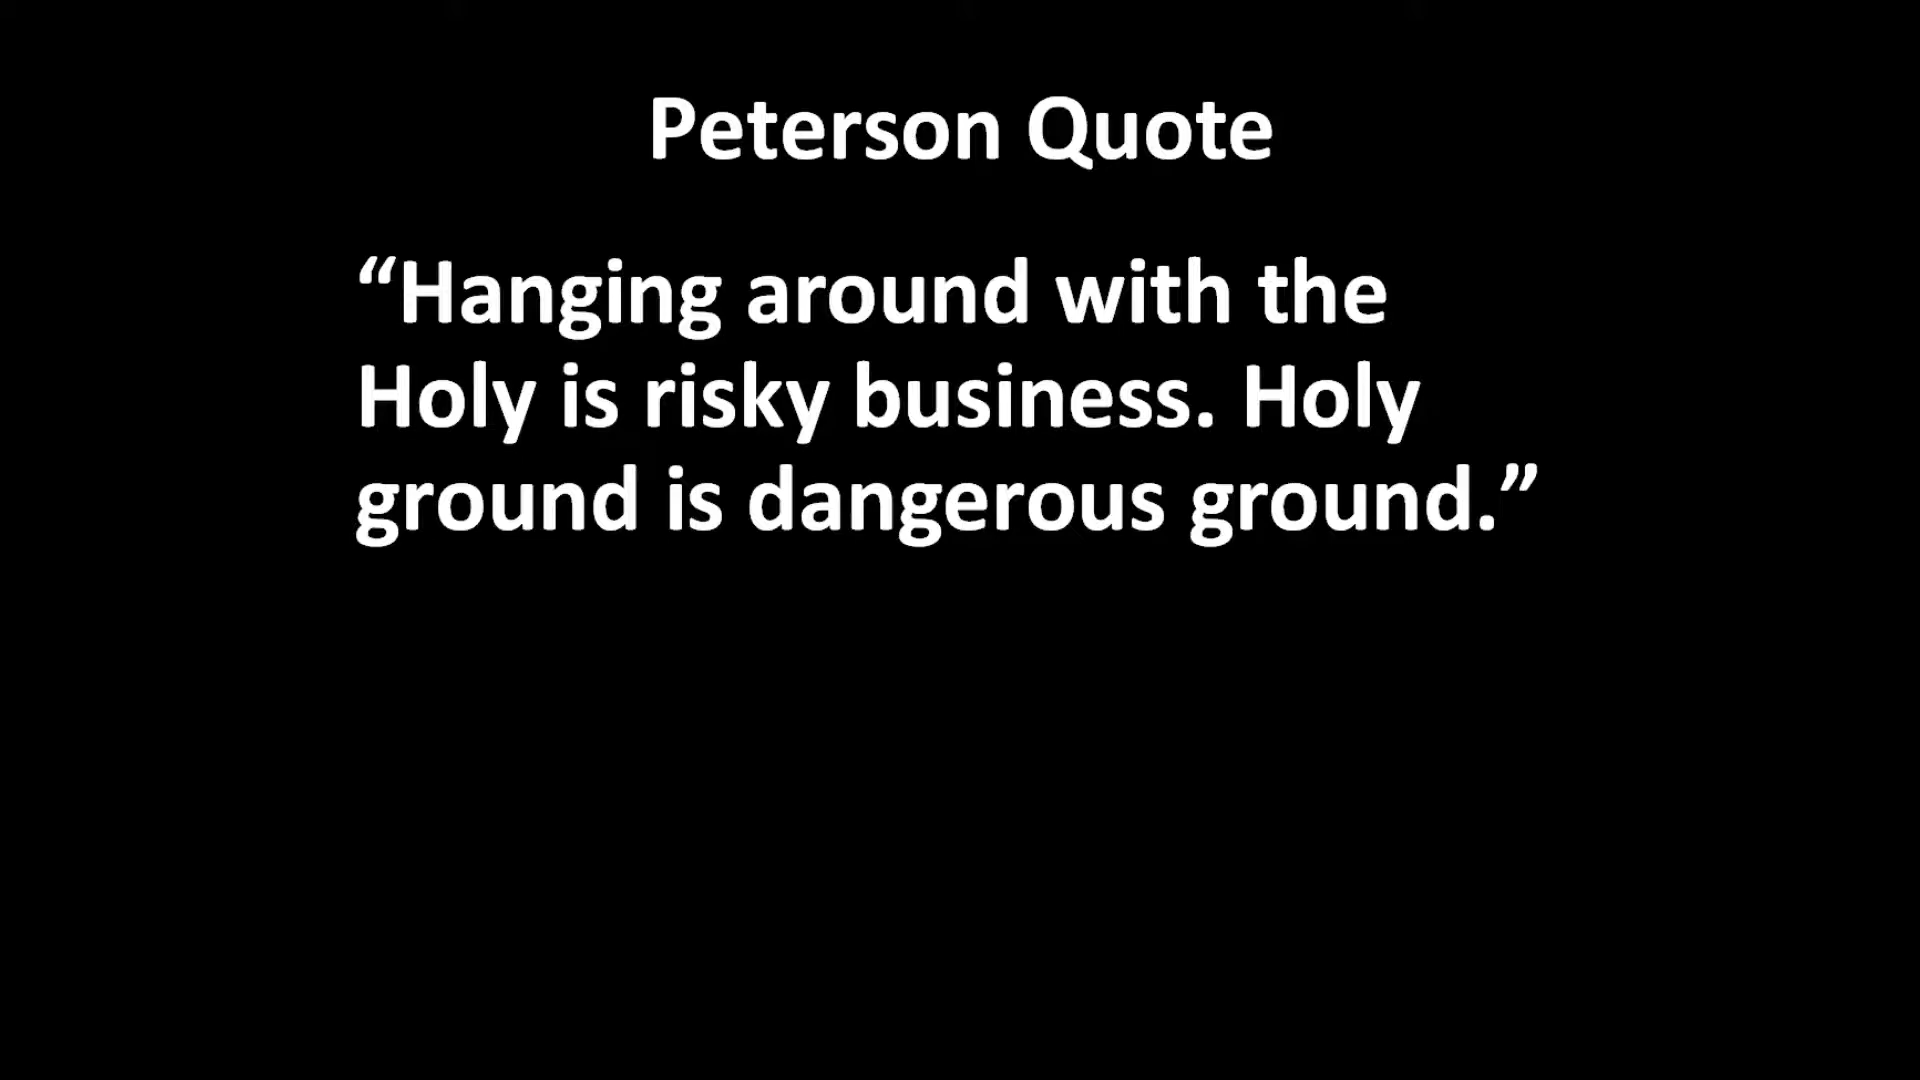 Peterson Quote
“Hanging around with the
Holy is risky business. Holy
ground is dangerous ground.”